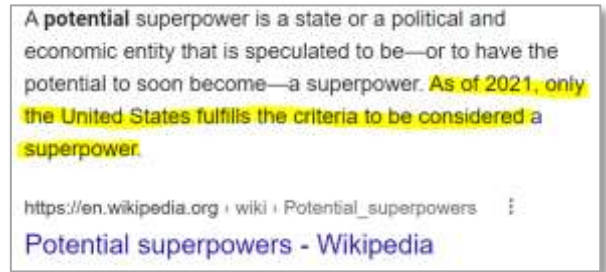 A potential superpower is a state or a political and
economic entity that is speculated to be—or to have the
potential to soon become—a superpower. As of 2021, only
the United States fulfills the criteria to be considered a
superpower.
https://en.wikipedia.org › wiki › Potential_superpowers
Potential superpowers - Wikipedia